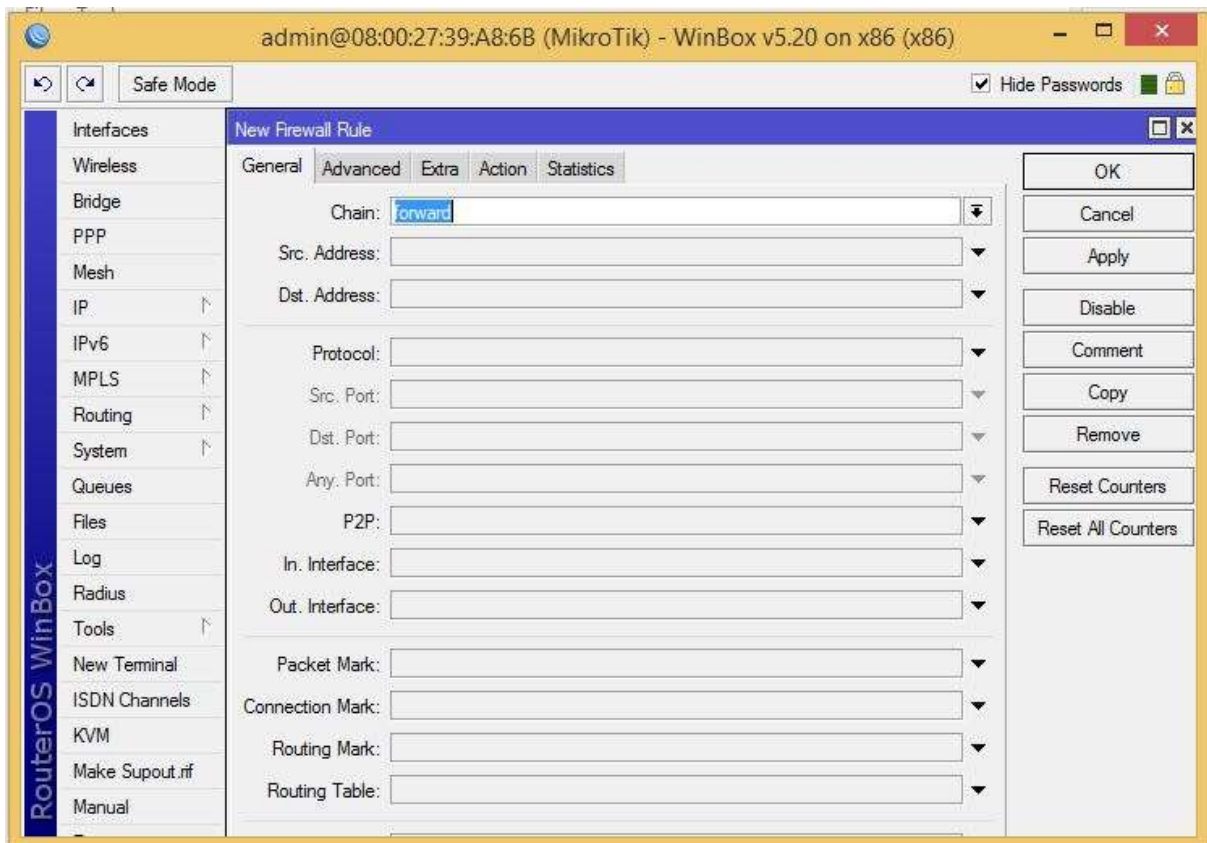 admin@08:00:27:39:A8:6B (MikroTik) - WinBox v5.20 on x86 (x86)
Safe Mode
Hide Passwords
RouterOS WinBox
Interfaces
Wireless
Bridge
PPP
Mesh
IP
IPv6
MPLS
Routing
System
Queues
Files
Log
Radius
Tools
New Terminal
ISDN Channels
KVM
Make Supout.rif
Manual
New Firewall Rule
General Advanced Extra Action Statistics
Chain: forward
Src. Address:
Dst. Address:
Protocol:
Src. Port:
Dst. Port:
Any. Port:
P2P:
In. Interface:
Out. Interface:
Packet Mark:
Connection Mark:
Routing Mark:
Routing Table:
OK
Cancel
Apply
Disable
Comment
Copy
Remove
Reset Counters
Reset All Counters